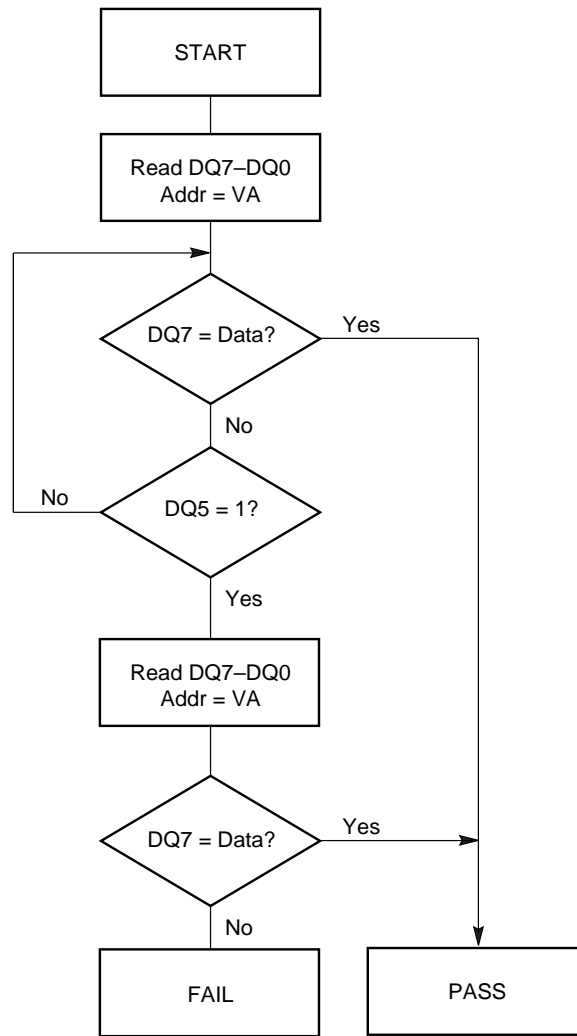 START
Read DQ7–DQ0
Addr = VA
DQ7 = Data?
Yes
No
No
DQ5 = 1?
Yes
Read DQ7–DQ0
Addr = VA
DQ7 = Data?
Yes
No
FAIL
PASS